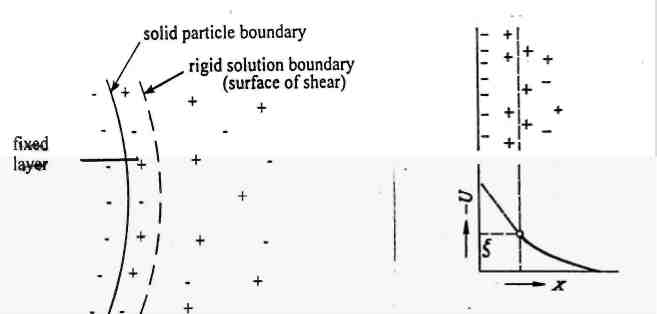 solid particle boundary
rigid solution boundary
(surface of shear)
fixed
layer
-U
ξ
x